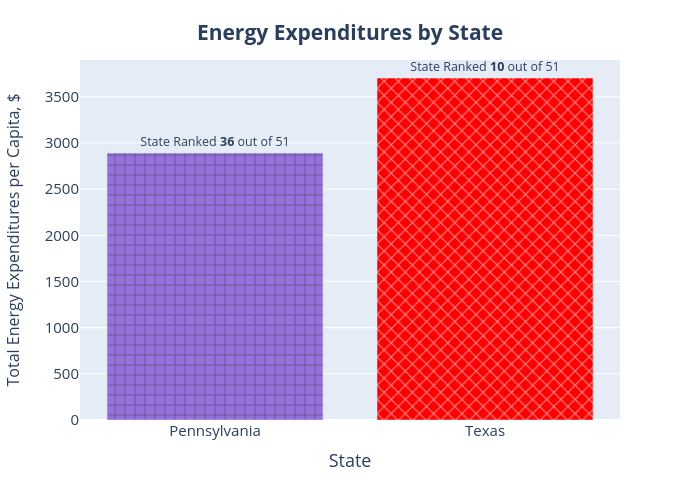 Energy Expenditures by State
Total Energy Expenditures per Capita, $
3500
3000
2500
2000
1500
1000
500
0
State Ranked 36 out of 51
State Ranked 10 out of 51
Pennsylvania
Texas
State